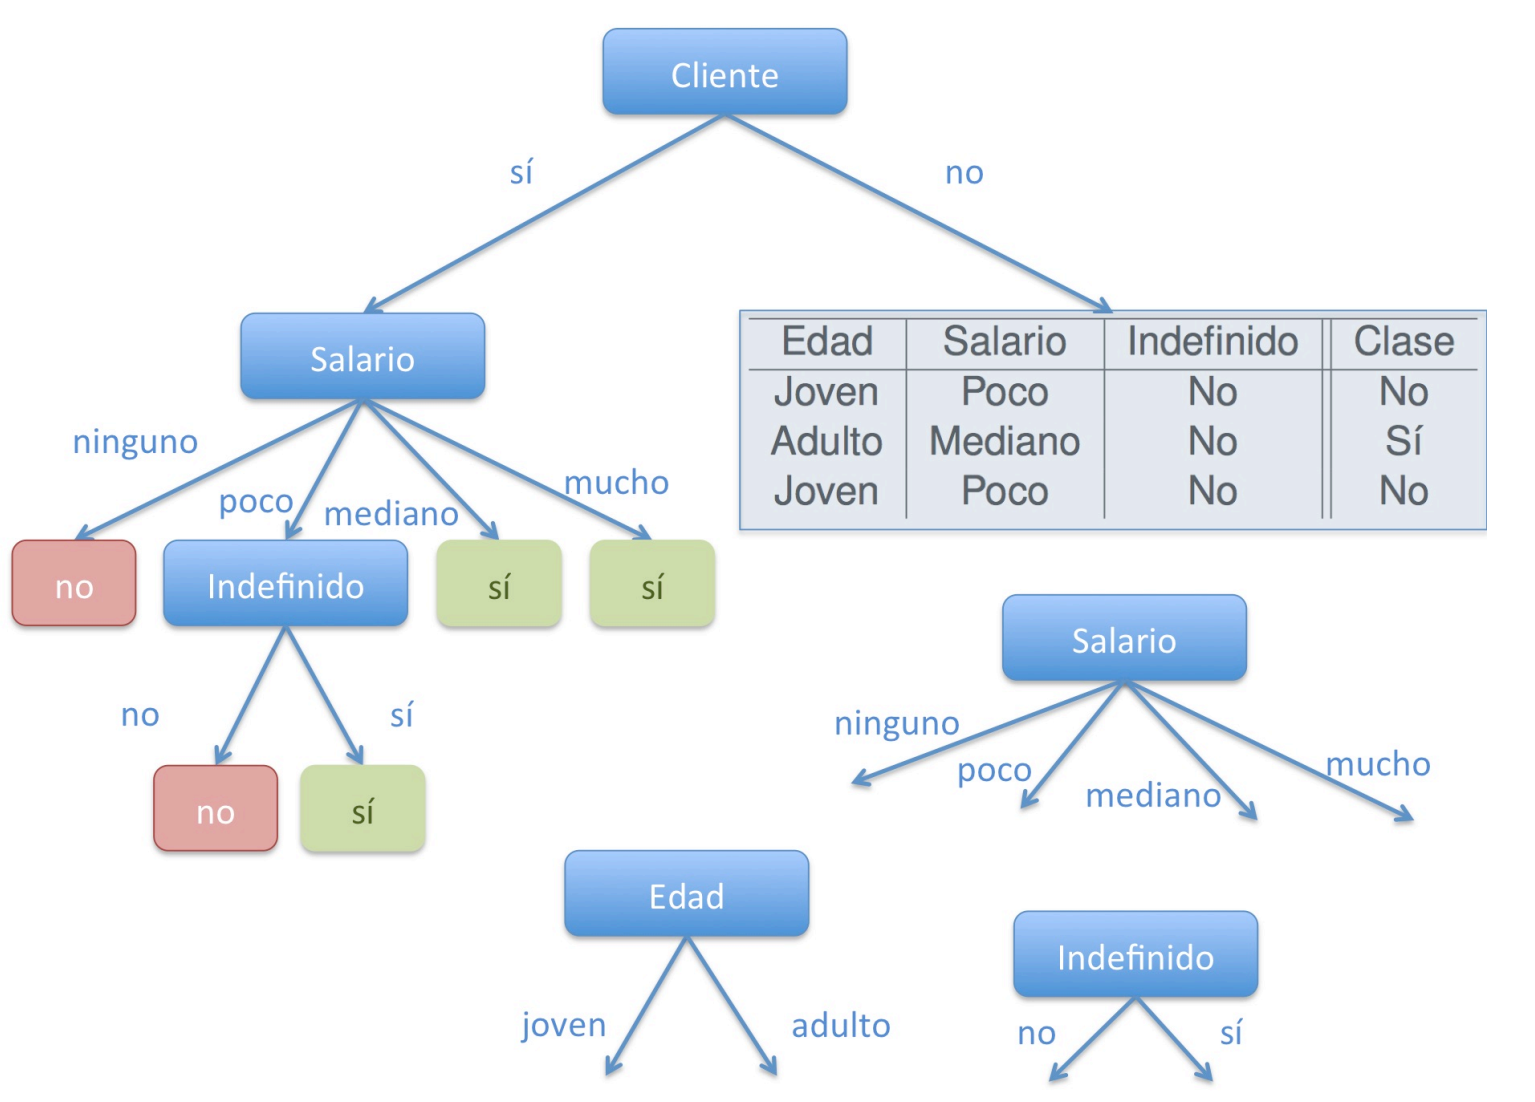 Cliente
sí
no
Salario
ninguno
poco
mediano
mucho
no
Indefinido
sí
sí
no
sí
no
sí
Edad Salario Indefinido Clase
Joven Poco No No
Adulto Mediano No Sí
Joven Poco No No
Salario
ninguno
poco
mediano
mucho
Edad
joven
adulto
Indefinido
no
sí